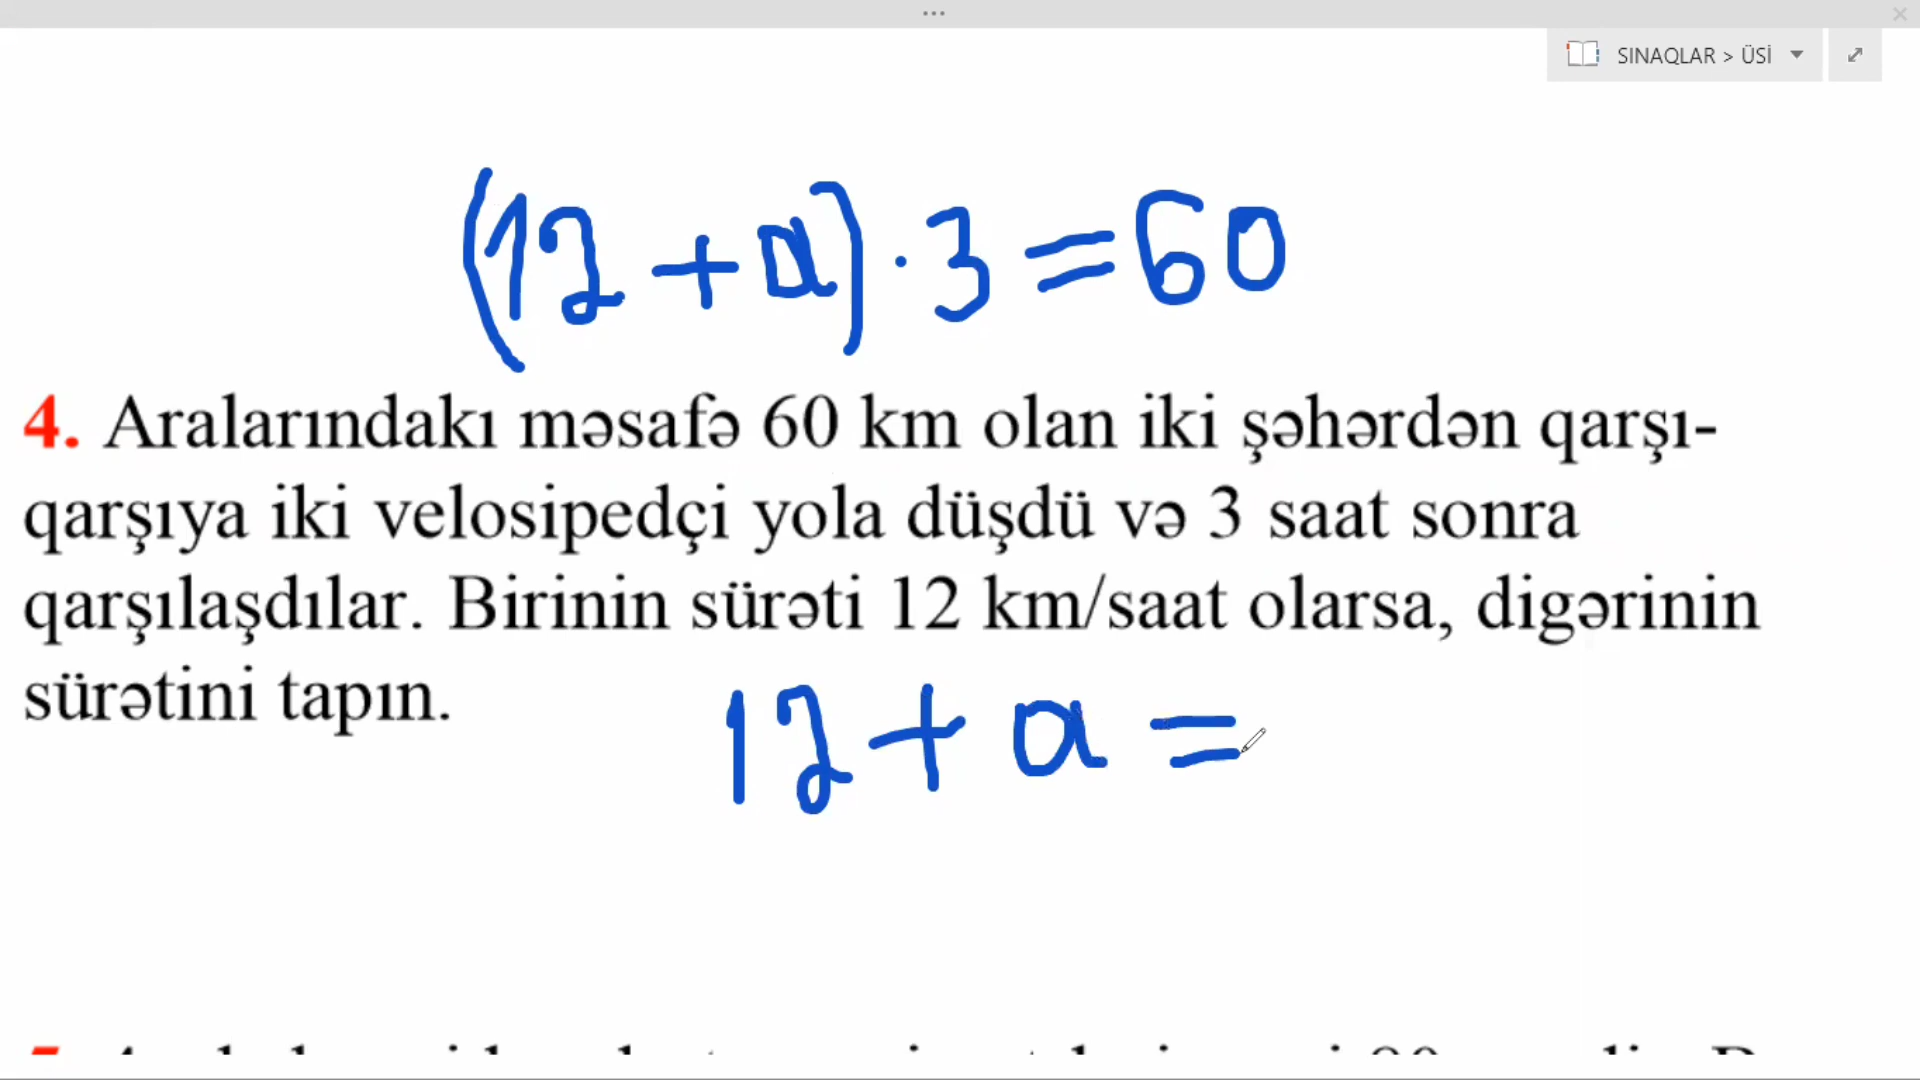 SINAQLAR > ÜSİ
(12 + a) · 3 = 60
4. Aralarındakı məsafə 60 km olan iki şəhərdən qarşı-
qarşıya iki velosipedçi yola düşdü və 3 saat sonra
qarşılaşdılar. Birinin sürəti 12 km/saat olarsa, digərinin
sürətini tapın.
12 + a =